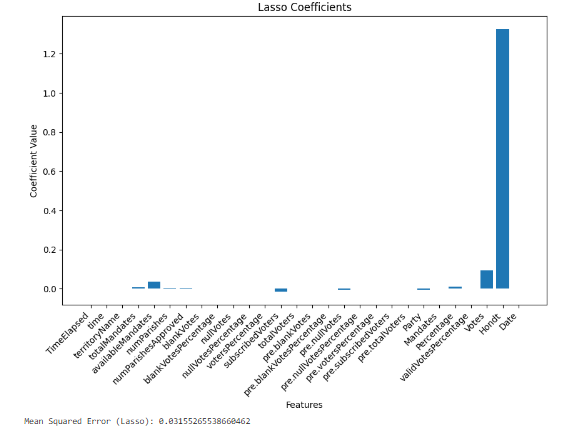 Lasso Coefficients
Coefficient Value
1.2
1.0
0.8
0.6
0.4
0.2
0.0
TimeElapsed
time
territoryName
totalMandates
availableMandates
numParishes
numParishesApproved
blankVotes
blankVotesPercentage
nullVotes
nullVotesPercentage
votersPercentage
subscribedVoters
totalVoters
pre.blankVotes
pre.blankVotesPercentage
pre.nullVotes
pre.nullVotesPercentage
pre.votersPercentage
pre.subscribedVoters
pre.totalVoters
Party
Mandates
Percentage
validVotesPercentage
Votes
Hondt
Date
Features
Mean Squared Error (Lasso): 0.03155265538660462